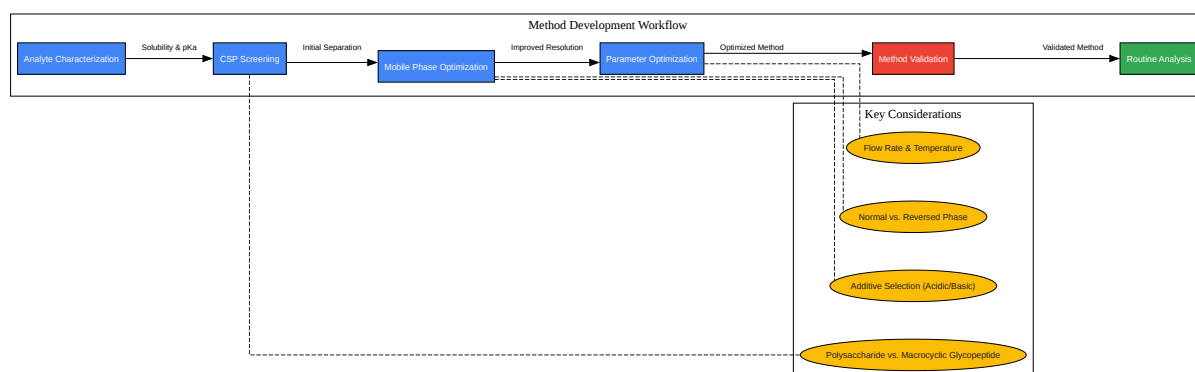 Method Development Workflow
Analyte Characterization
Solubility & pKa
CSP Screening
Initial Separation
Mobile Phase Optimization
Improved Resolution
Parameter Optimization
Optimized Method
Method Validation
Validated Method
Routine Analysis
Key Considerations
Flow Rate & Temperature
Normal vs. Reversed Phase
Additive Selection (Acidic/Basic)
Polysaccharide vs. Macrocyclic Glycopeptide